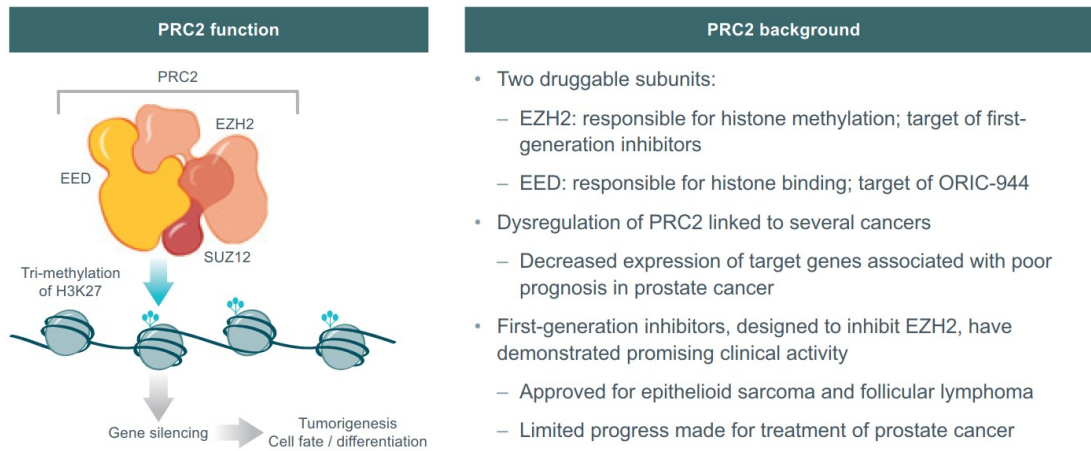 PRC2 function
PRC2
EZH2
EED
SUZ12
Tri-methylation
of H3K27
Gene silencing
Tumorigenesis
Cell fate / differentiation
PRC2 background
• Two druggable subunits:
– EZH2: responsible for histone methylation; target of first-
generation inhibitors
– EED: responsible for histone binding; target of ORIC-944
• Dysregulation of PRC2 linked to several cancers
– Decreased expression of target genes associated with poor
prognosis in prostate cancer
• First-generation inhibitors, designed to inhibit EZH2, have
demonstrated promising clinical activity
– Approved for epithelioid sarcoma and follicular lymphoma
– Limited progress made for treatment of prostate cancer